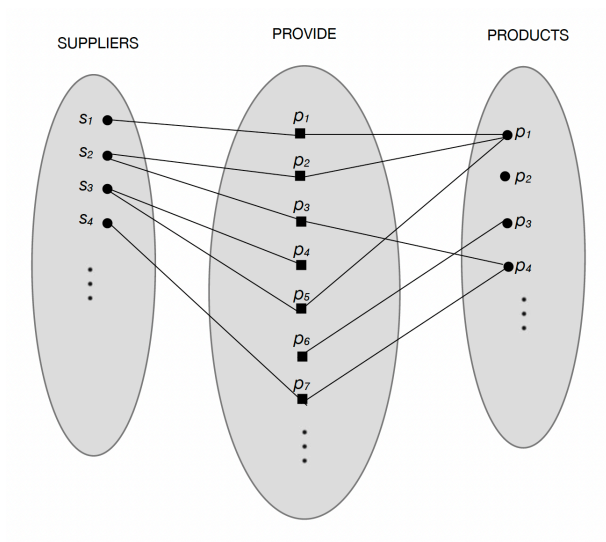 SUPPLIERS
PROVIDE
PRODUCTS
s₁
s₂
s₃
s₄
p₁
p₂
p₃
p₄
p₅
p₆
p₇
p₁
p₂
p₃
p₄